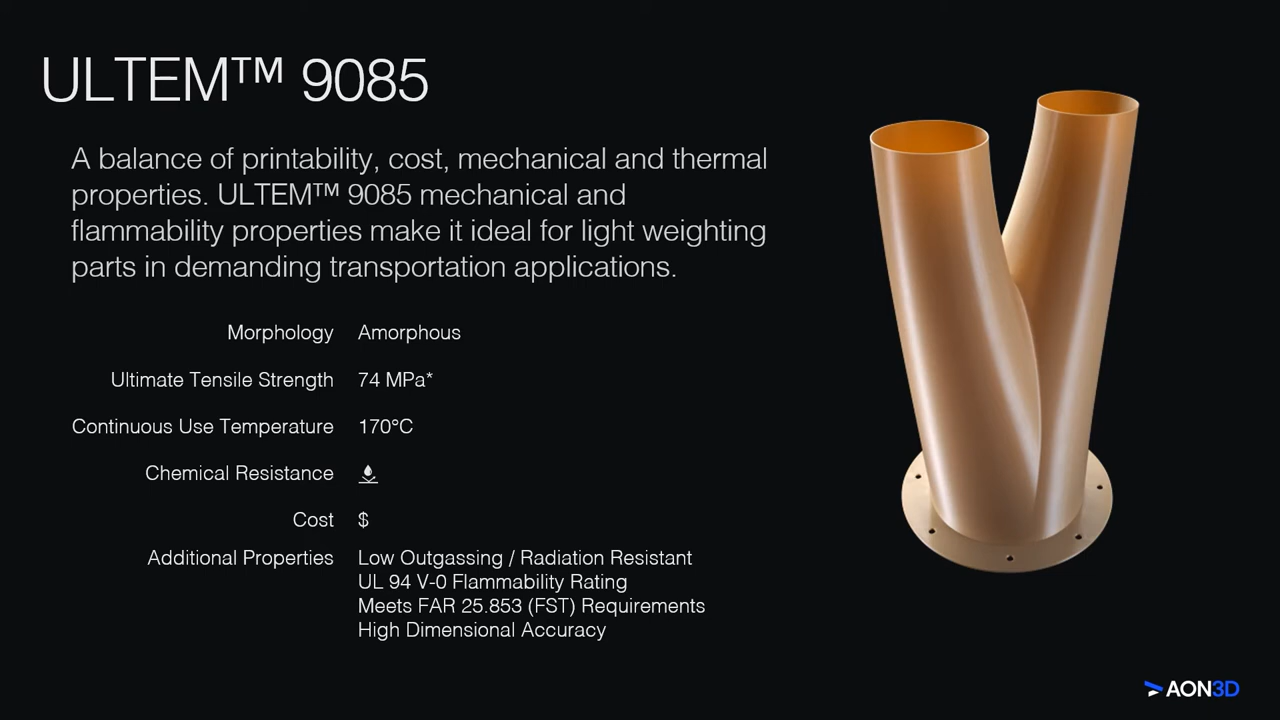 ULTEM™ 9085
A balance of printability, cost, mechanical and thermal
properties. ULTEM™ 9085 mechanical and
flammability properties make it ideal for light weighting
parts in demanding transportation applications.
Morphology Amorphous
Ultimate Tensile Strength 74 MPa*
Continuous Use Temperature 170°C
Chemical Resistance
Cost $
Additional Properties Low Outgassing / Radiation Resistant
UL 94 V-0 Flammability Rating
Meets FAR 25.853 (FST) Requirements
High Dimensional Accuracy
AON3D